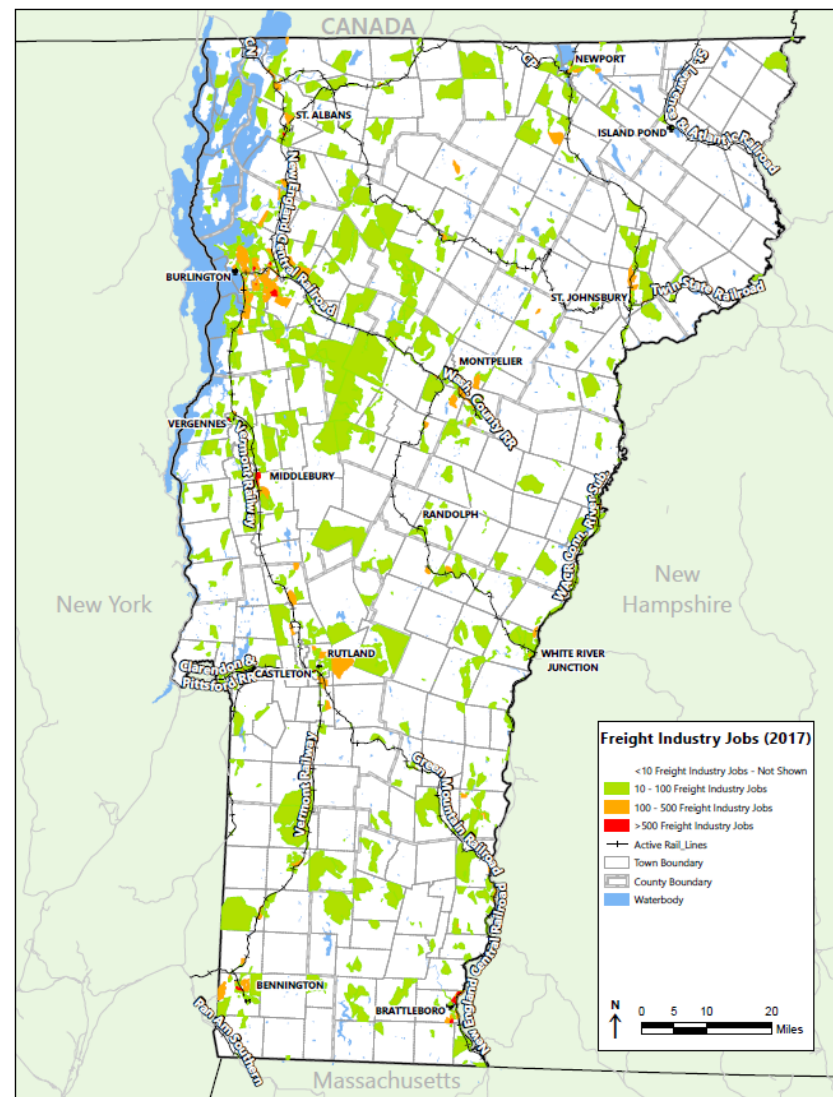 CANADA
CN
CP
NEWPORT
St. Lawrence & Atlantic Railroad
ST. ALBANS
ISLAND POND
New England Central Railroad
BURLINGTON
ST. JOHNSBURY
Twin State Railroad
MONTPELIER
Wash. County RR
VERGENNES
Vermont Railway
MIDDLEBURY
RANDOLPH
WACR Conn. River Sub.
New York
New
Hampshire
RUTLAND
WHITE RIVER
JUNCTION
Clarendon &
Pittsford RR
CASTLETON
Vermont Railway
Green Mountain Railroad
Freight Industry Jobs (2017)
<10 Freight Industry Jobs - Not Shown
10 - 100 Freight Industry Jobs
100 - 500 Freight Industry Jobs
>500 Freight Industry Jobs
Active Rail_Lines
Town Boundary
County Boundary
Waterbody
New England Central Railroad
BENNINGTON
BRATTLEBORO
Pan Am Southern
N
0 5 10 20
Miles
Massachusetts